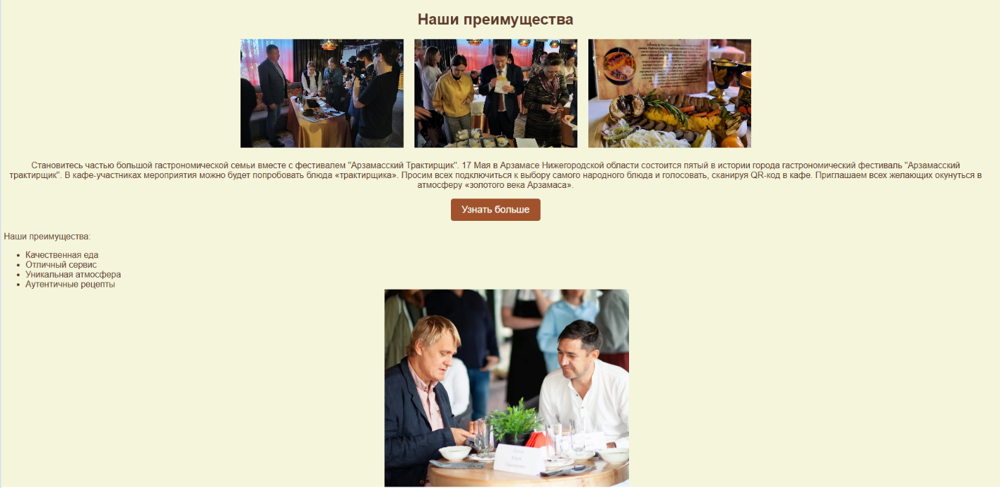 Наши преимущества
Становитесь частью большой гастрономической семьи вместе с фестивалем "Арзамасский Трактирщик". 17 Мая в Арзамасе Нижегородской области состоится пятый в истории города гастрономический фестиваль "Арзамасский
трактирщик". В кафе-участниках мероприятия можно будет попробовать блюда «трактирщика». Просим всех подключиться к выбору самого народного блюда и голосовать, сканируя QR-код в кафе. Приглашаем всех желающих окунуться в
атмосферу «золотого века Арзамаса».
Узнать больше
Наши преимущества:
Качественная еда
Отличный сервис
Уникальная атмосфера
Аутентичные рецепты